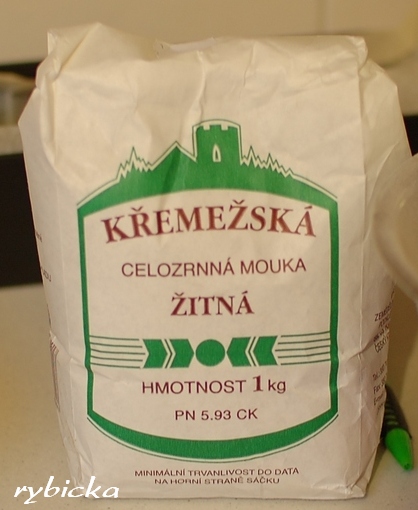 KŘEMEŽSKÁ
CELOZRNNÁ MOUKA
ŽITNÁ
HMOTNOST 1 kg
PN 5.93 CK
MINIMÁLNÍ TRVANLIVOST DO DATA
NA HORNÍ STRANĚ SÁČKU
rybicka